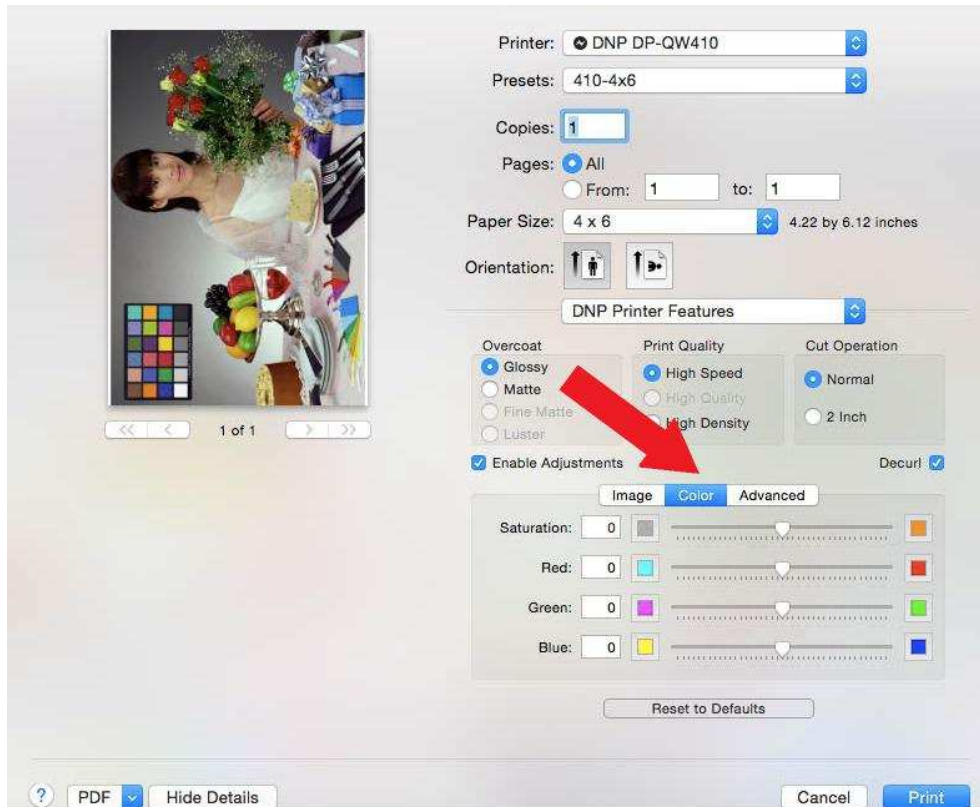 Printer: DNP DP-QW410
Presets: 410-4x6
Copies: 1
Pages: All
From: 1 to: 1
Paper Size: 4 x 6 4.22 by 6.12 inches
Orientation:
DNP Printer Features
Overcoat
Glossy
Matte
Fine Matte
Luster
Print Quality
High Speed
High Quality
High Density
Cut Operation
Normal
2 Inch
Enable Adjustments
Decurl
Image Color Advanced
Saturation: 0
Red: 0
Green: 0
Blue: 0
Reset to Defaults
<< < 1 of 1 > >>
? PDF Hide Details Cancel Print